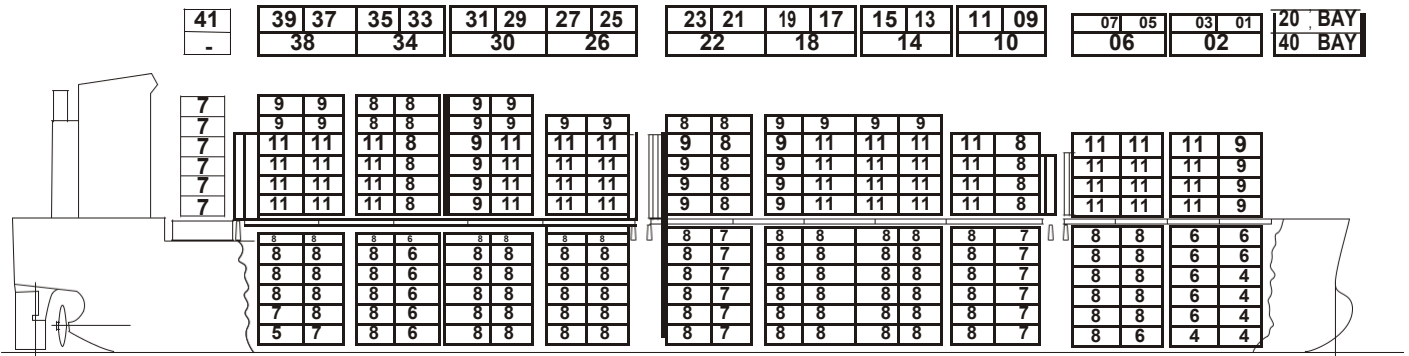 41 39 37 35 33 31 29 27 25 23 21 19 17 15 13 11 09 07 05 03 01 20 BAY
- 38 34 30 26 22 18 14 10 06 02 40 BAY
7 9 9 8 8 9 9
7 9 9 8 8 9 9 9 9 8 8 9 9 9 9
7 11 11 11 8 9 11 11 11 9 8 9 11 11 11 11 8 11 11 11 9
7 11 11 11 8 9 11 11 11 9 8 9 11 11 11 11 8 11 11 11 9
7 11 11 11 8 9 11 11 11 9 8 9 11 11 11 11 8 11 11 11 9
7 11 11 11 8 9 11 11 11 9 8 9 11 11 11 11 8 11 11 11 9
8 8 8 6 8 8 8 8 8 7 8 8 8 8 8 7 8 8 6 6
8 8 8 6 8 8 8 8 8 7 8 8 8 8 8 7 8 8 6 6
8 8 8 6 8 8 8 8 8 7 8 8 8 8 8 7 8 8 6 4
8 8 8 6 8 8 8 8 8 7 8 8 8 8 8 7 8 8 6 4
7 8 8 6 8 8 8 8 8 7 8 8 8 8 8 7 8 8 6 4
5 7 8 6 8 8 8 8 8 7 8 8 8 8 8 7 8 6 4 4